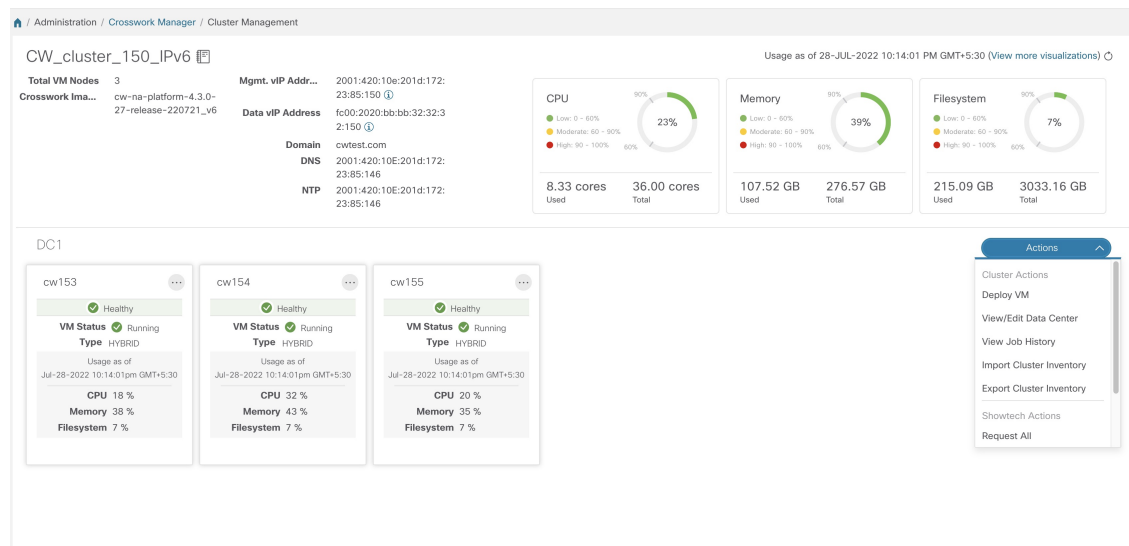 / Administration / Crosswork Manager / Cluster Management
CW_cluster_150_IPv6
Usage as of 28-JUL-2022 10:14:01 PM GMT+5:30 (View more visualizations)
Total VM Nodes 3
Crosswork Ima... cw-na-platform-4.3.0-
27-release-220721_v6
Mgmt. vIP Addr... 2001:420:10e:201d:172:
23:85:150
Data vIP Address fc00:2020:bb:bb:32:32:3
2:150
Domain cwtest.com
DNS 2001:420:10E:201d:172:
23:85:146
NTP 2001:420:10E:201d:172:
23:85:146
CPU
Low: 0 - 60%
Moderate: 60 - 90%
High: 90 - 100%
90%
60%
23%
8.33 cores 36.00 cores
Used Total
Memory
Low: 0 - 60%
Moderate: 60 - 90%
High: 90 - 100%
90%
60%
39%
107.52 GB 276.57 GB
Used Total
Filesystem
Low: 0 - 60%
Moderate: 60 - 90%
High: 90 - 100%
90%
60%
7%
215.09 GB 3033.16 GB
Used Total
DC1
cw153
Healthy
VM Status Running
Type HYBRID
Usage as of
Jul-28-2022 10:14:01pm GMT+5:30
CPU 18 %
Memory 38 %
Filesystem 7 %
cw154
Healthy
VM Status Running
Type HYBRID
Usage as of
Jul-28-2022 10:14:01pm GMT+5:30
CPU 32 %
Memory 43 %
Filesystem 7 %
cw155
Healthy
VM Status Running
Type HYBRID
Usage as of
Jul-28-2022 10:14:01pm GMT+5:30
CPU 20 %
Memory 35 %
Filesystem 7 %
Actions
Cluster Actions
Deploy VM
View/Edit Data Center
View Job History
Import Cluster Inventory
Export Cluster Inventory
Showtech Actions
Request All